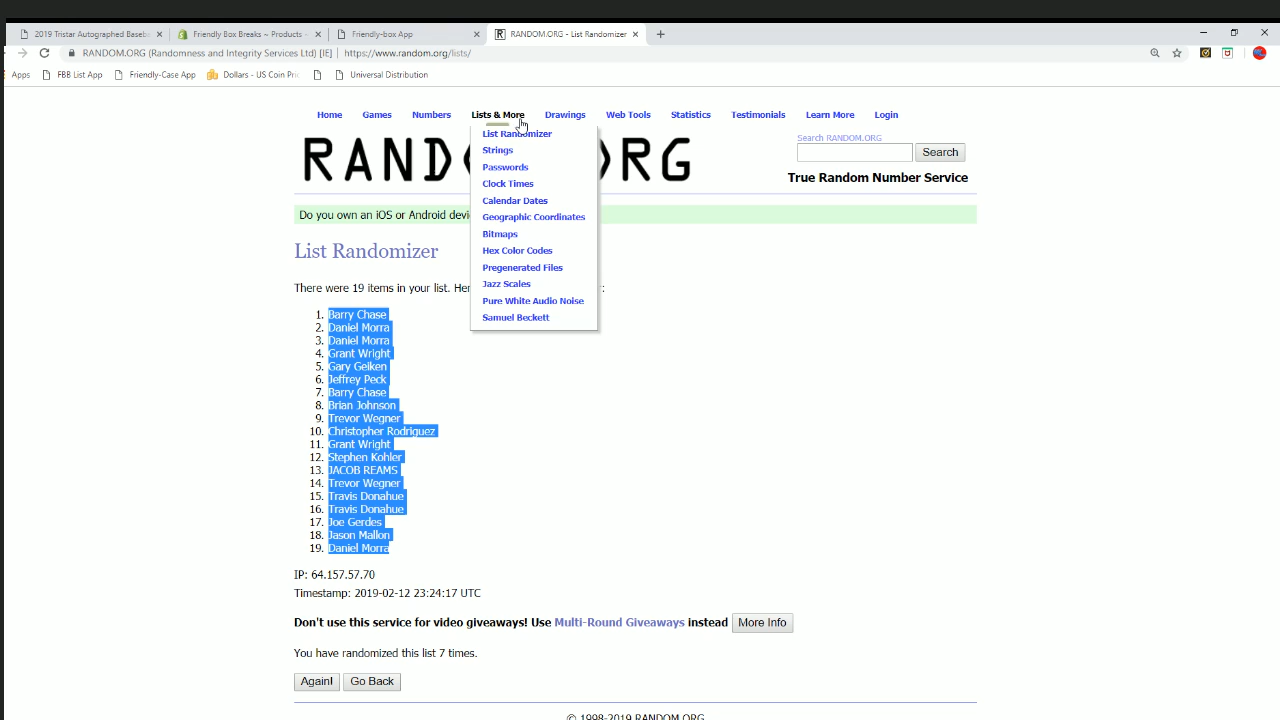 2019 Tristar Autographed Baseb
Friendly Box Breaks ~ Products -
Friendly-box App
RANDOM.ORG - List Randomizer
RANDOM.ORG (Randomness and Integrity Services Ltd) [IE] | https://www.random.org/lists/
Apps
FBB List App
Friendly-Case App
Dollars - US Coin Pric
Universal Distribution
Home
Games
Numbers
Lists & More
Drawings
Web Tools
Statistics
Testimonials
Learn More
Login
List Randomizer
Strings
Passwords
Clock Times
Calendar Dates
Geographic Coordinates
Bitmaps
Hex Color Codes
Pregenerated Files
Jazz Scales
Pure White Audio Noise
Samuel Beckett
RAND
RG
Search RANDOM.ORG
Search
True Random Number Service
Do you own an iOS or Android devi
List Randomizer
There were 19 items in your list. Her
:
1. Barry Chase
2. Daniel Morra
3. Daniel Morra
4. Grant Wright
5. Gary Geiken
6. Jeffrey Peck
7. Barry Chase
8. Brian Johnson
9. Trevor Wegner
10. Christopher Rodriguez
11. Grant Wright
12. Stephen Kohler
13. JACOB REAMS
14. Trevor Wegner
15. Travis Donahue
16. Travis Donahue
17. Joe Gerdes
18. Jason Mallon
19. Daniel Morra
IP: 64.157.57.70
Timestamp: 2019-02-12 23:24:17 UTC
Don't use this service for video giveaways! Use Multi-Round Giveaways instead
More Info
You have randomized this list 7 times.
Again!
Go Back
© 1998-2019 RANDOM.ORG